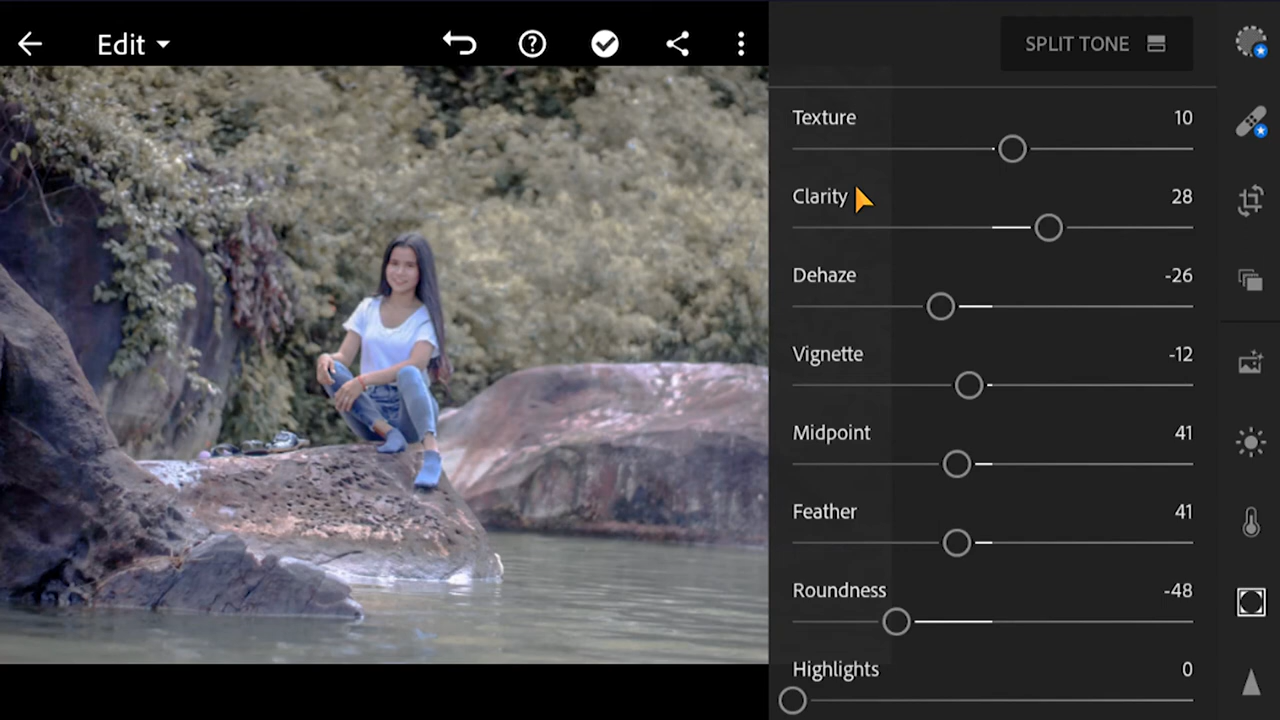 Edit
SPLIT TONE
Texture 10
Clarity 28
Dehaze -26
Vignette -12
Midpoint 41
Feather 41
Roundness -48
Highlights 0